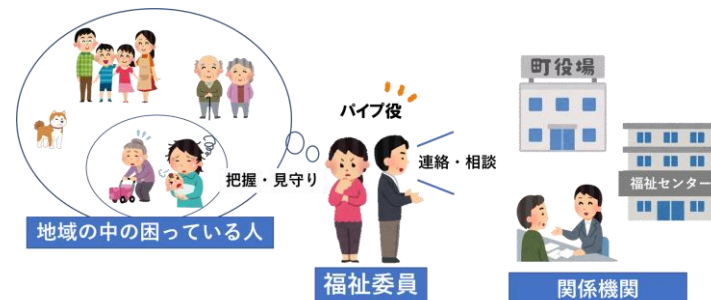 把握・見守り
地域の中の困っている人
パイプ役
連絡・相談
福祉委員
町役場
福祉センター
関係機関